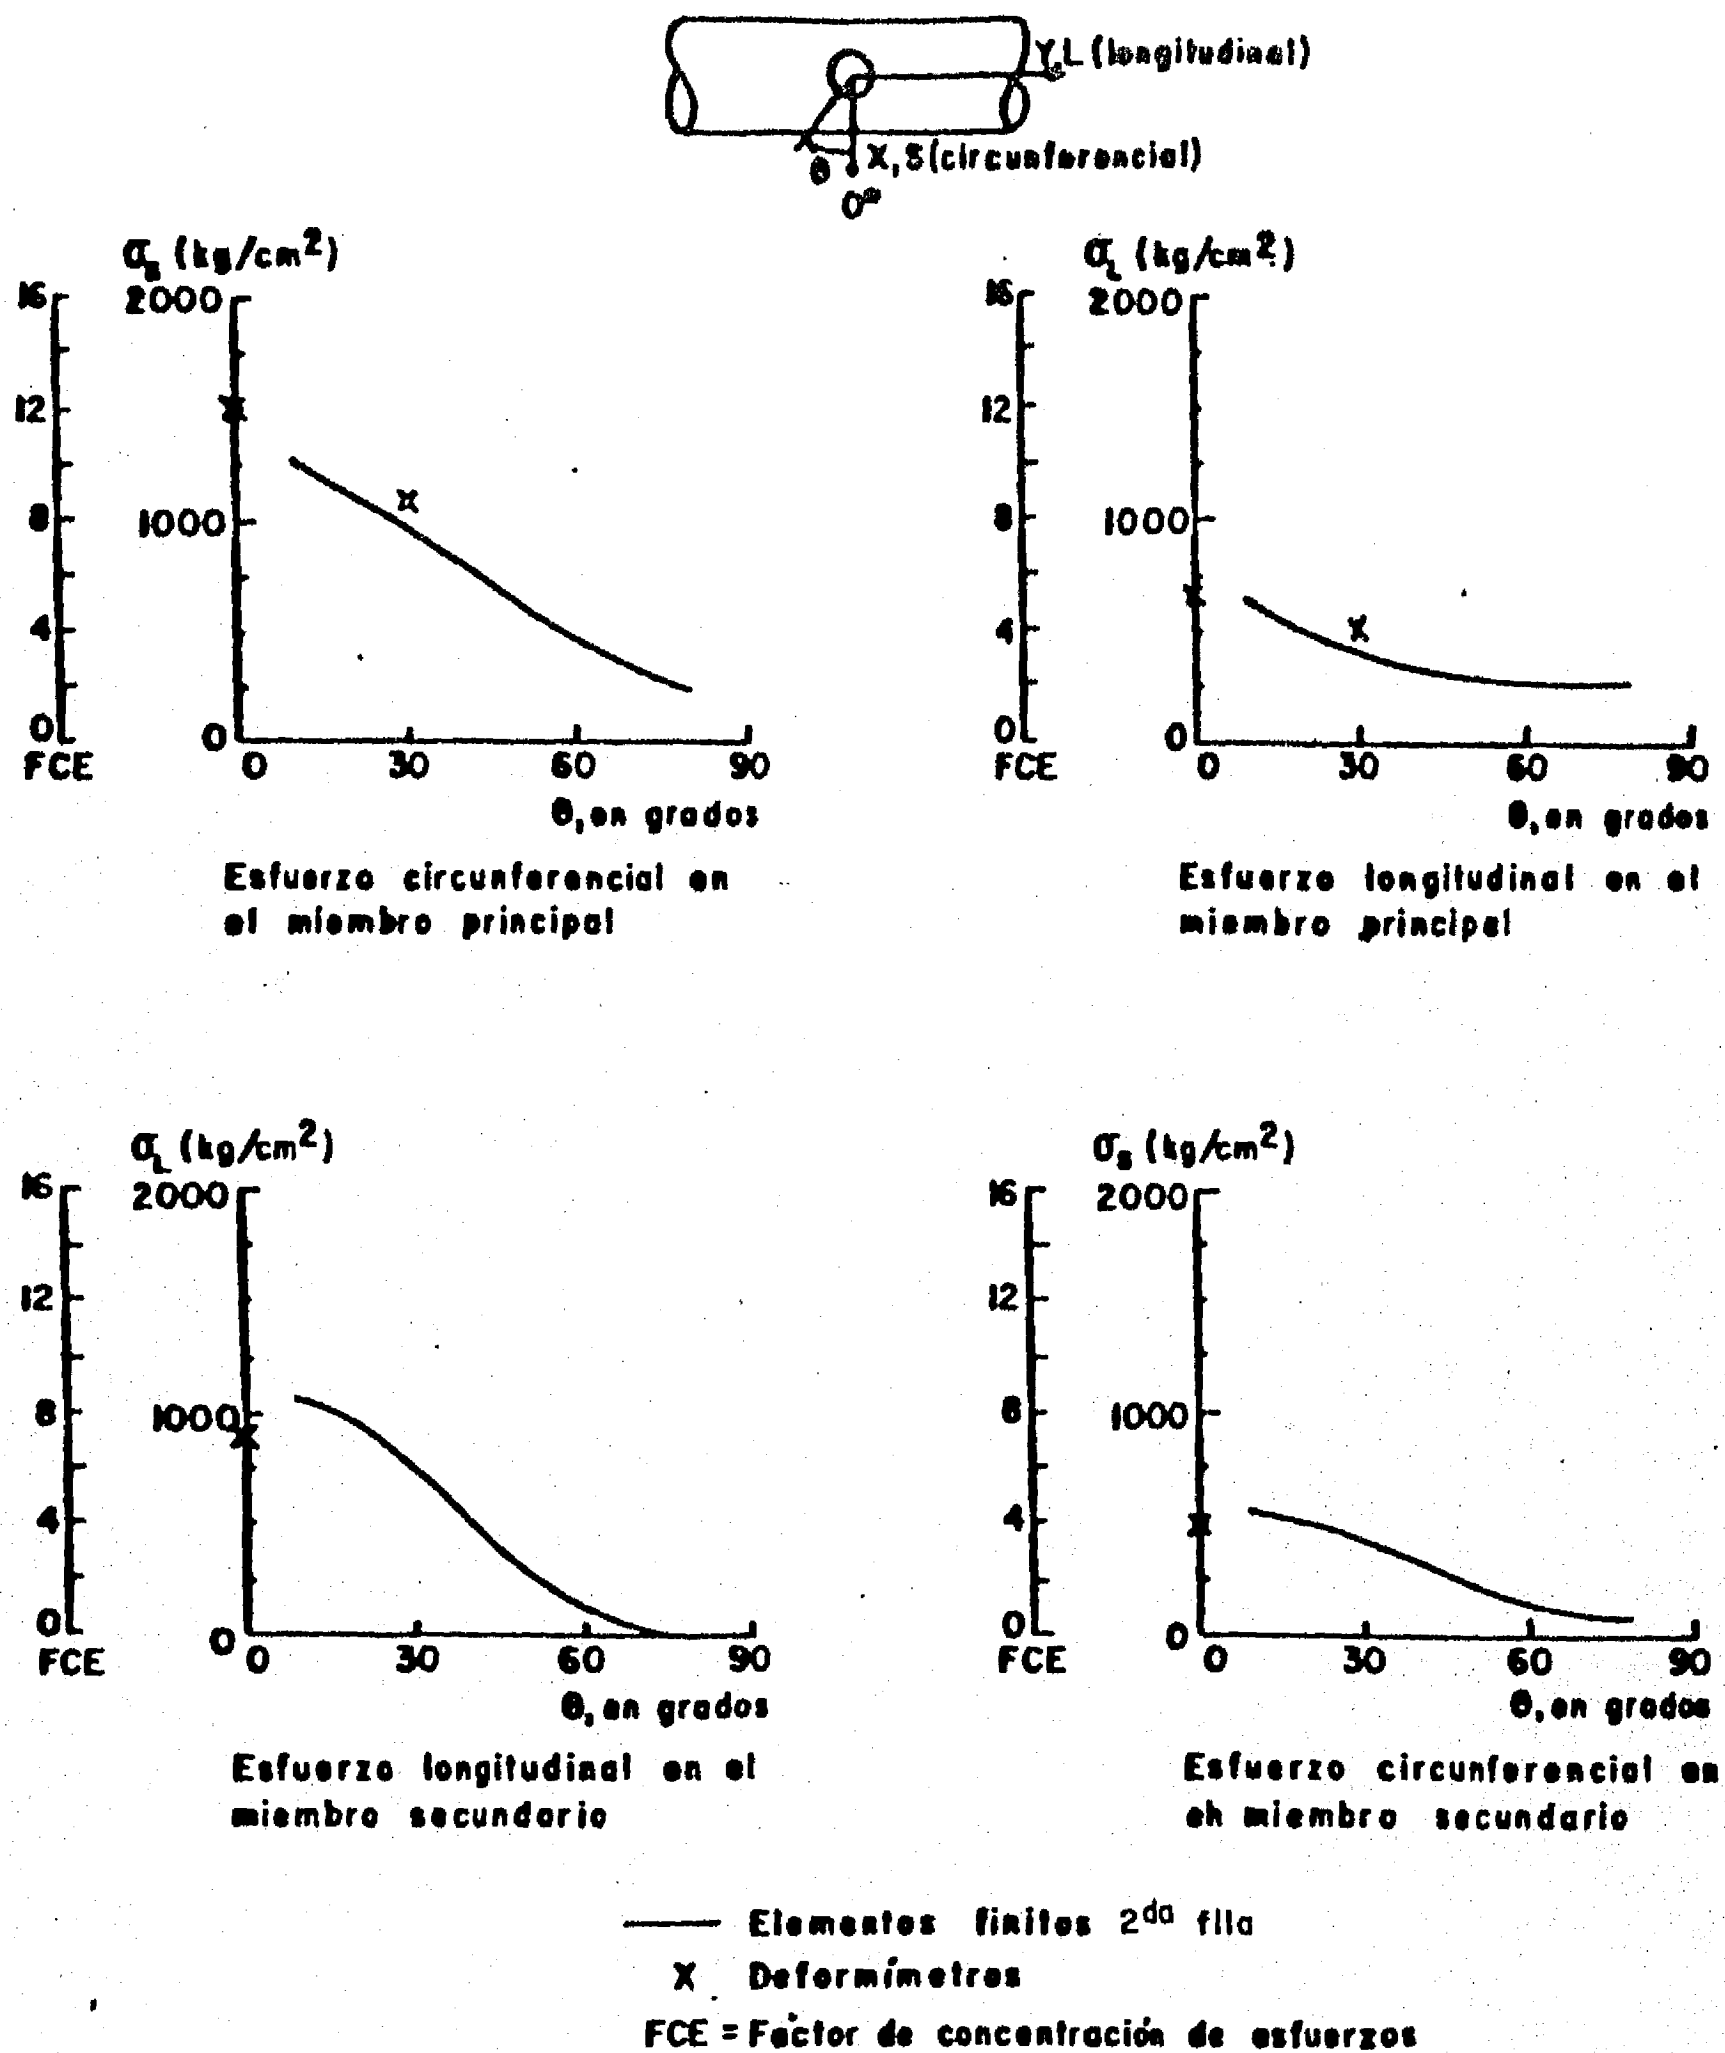 Y,L (longitudinal)
θ X,S (circunferencial)
0°
σs (kg/cm²)
16 2000
12
8 1000
4
0 0
FCE 0 30 60 90
θ, en grados
Esfuerzo circunferencial en
el miembro principal
σL (kg/cm²)
16 2000
12
8 1000
4
0 0
FCE 0 30 60 90
θ, en grados
Esfuerzo longitudinal en el
miembro principal
σL (kg/cm²)
16 2000
12
8 1000
4
0 0
FCE 0 30 60 90
θ, en grados
Esfuerzo longitudinal en el
miembro secundario
σs (kg/cm²)
16 2000
12
8 1000
4
0 0
FCE 0 30 60 90
θ, en grados
Esfuerzo circunferencial en
eh miembro secundario
Elementos finitos 2da fila
X Deformímetros
FCE = Factor de concentración de esfuerzos